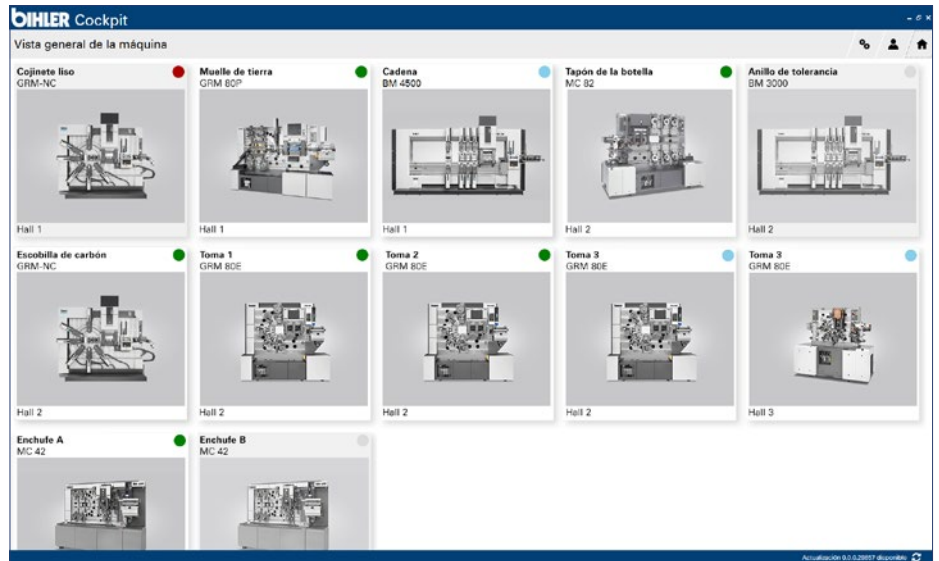 BIHLER Cockpit
Vista general de la máquina
Cojinete liso
GRM-NC
Hall 1
Muelle de tierra
GRM 80P
Hall 1
Cadena
BM 4500
Hall 1
Tapón de la botella
MC 82
Hall 2
Anillo de tolerancia
BM 3000
Hall 2
Escobilla de carbón
GRM-NC
Hall 2
Toma 1
GRM 80E
Hall 2
Toma 2
GRM 80E
Hall 2
Toma 3
GRM 80E
Hall 2
Toma 3
GRM 80E
Hall 3
Enchufe A
MC 42
Enchufe B
MC 42
Actualización disponible